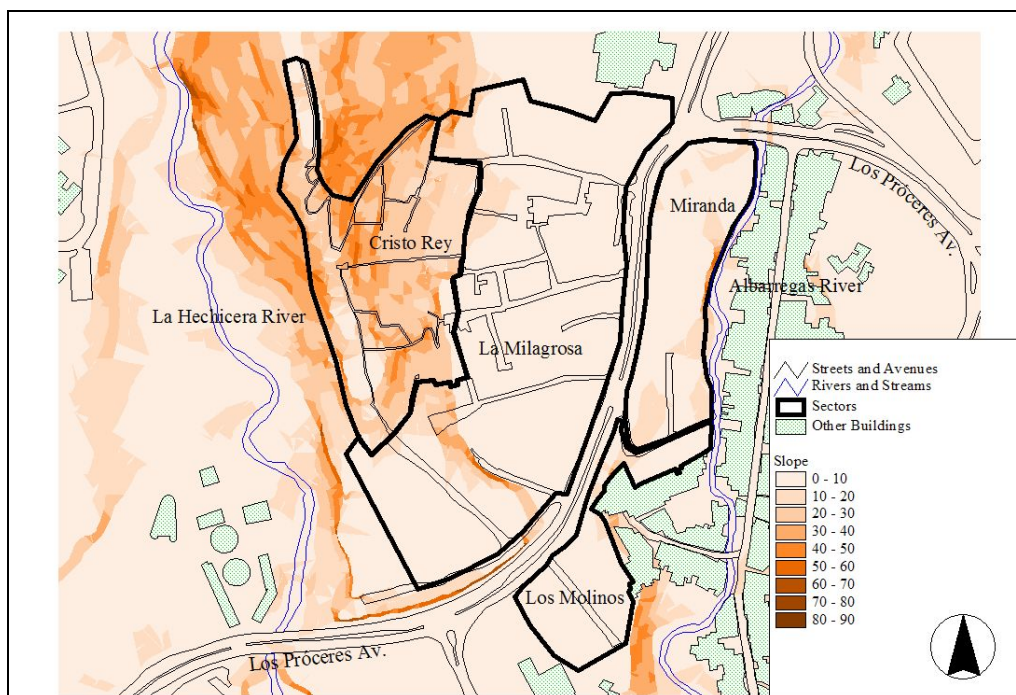 Los Próceres Av.
Miranda
Cristo Rey
Albarregas River
La Hechicera River
La Milagrosa
Streets and Avenues
Rivers and Streams
Sectors
Other Buildings
Slope
0 - 10
10 - 20
20 - 30
30 - 40
40 - 50
50 - 60
60 - 70
70 - 80
80 - 90
Los Molinos
Los Próceres Av.